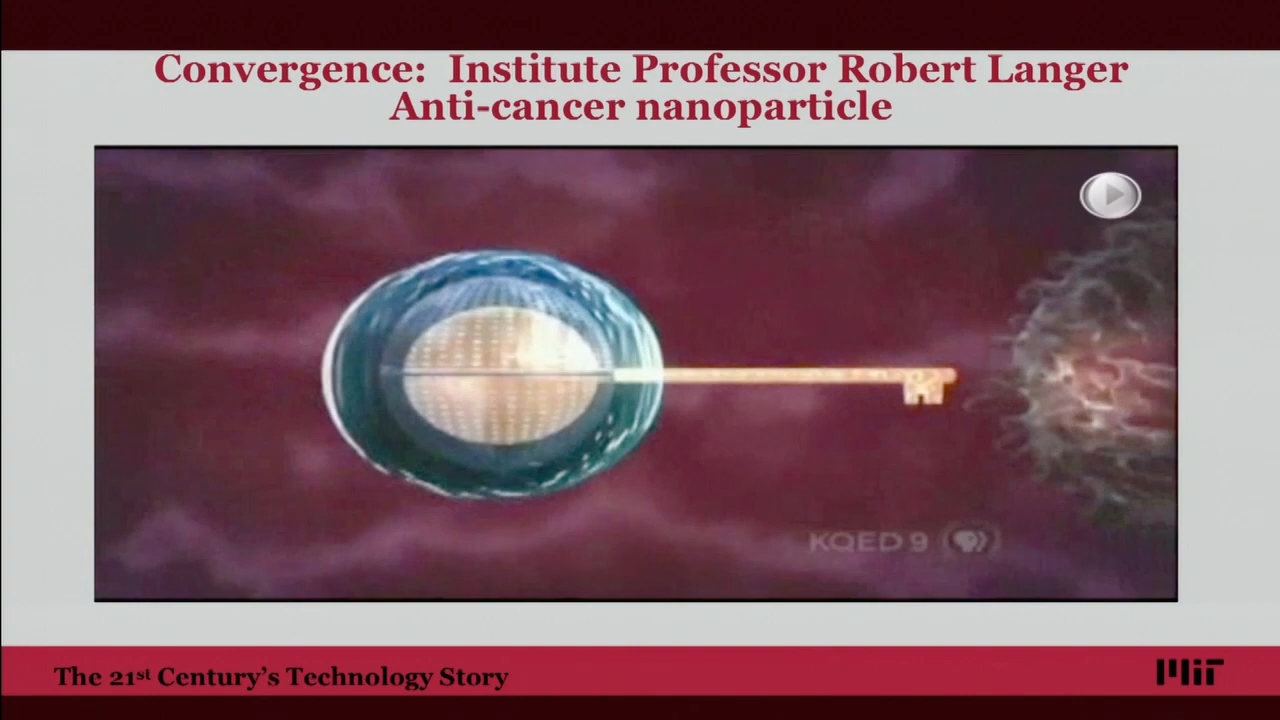 Convergence: Institute Professor Robert Langer
Anti-cancer nanoparticle
KQED 9
The 21st Century's Technology Story
MIT